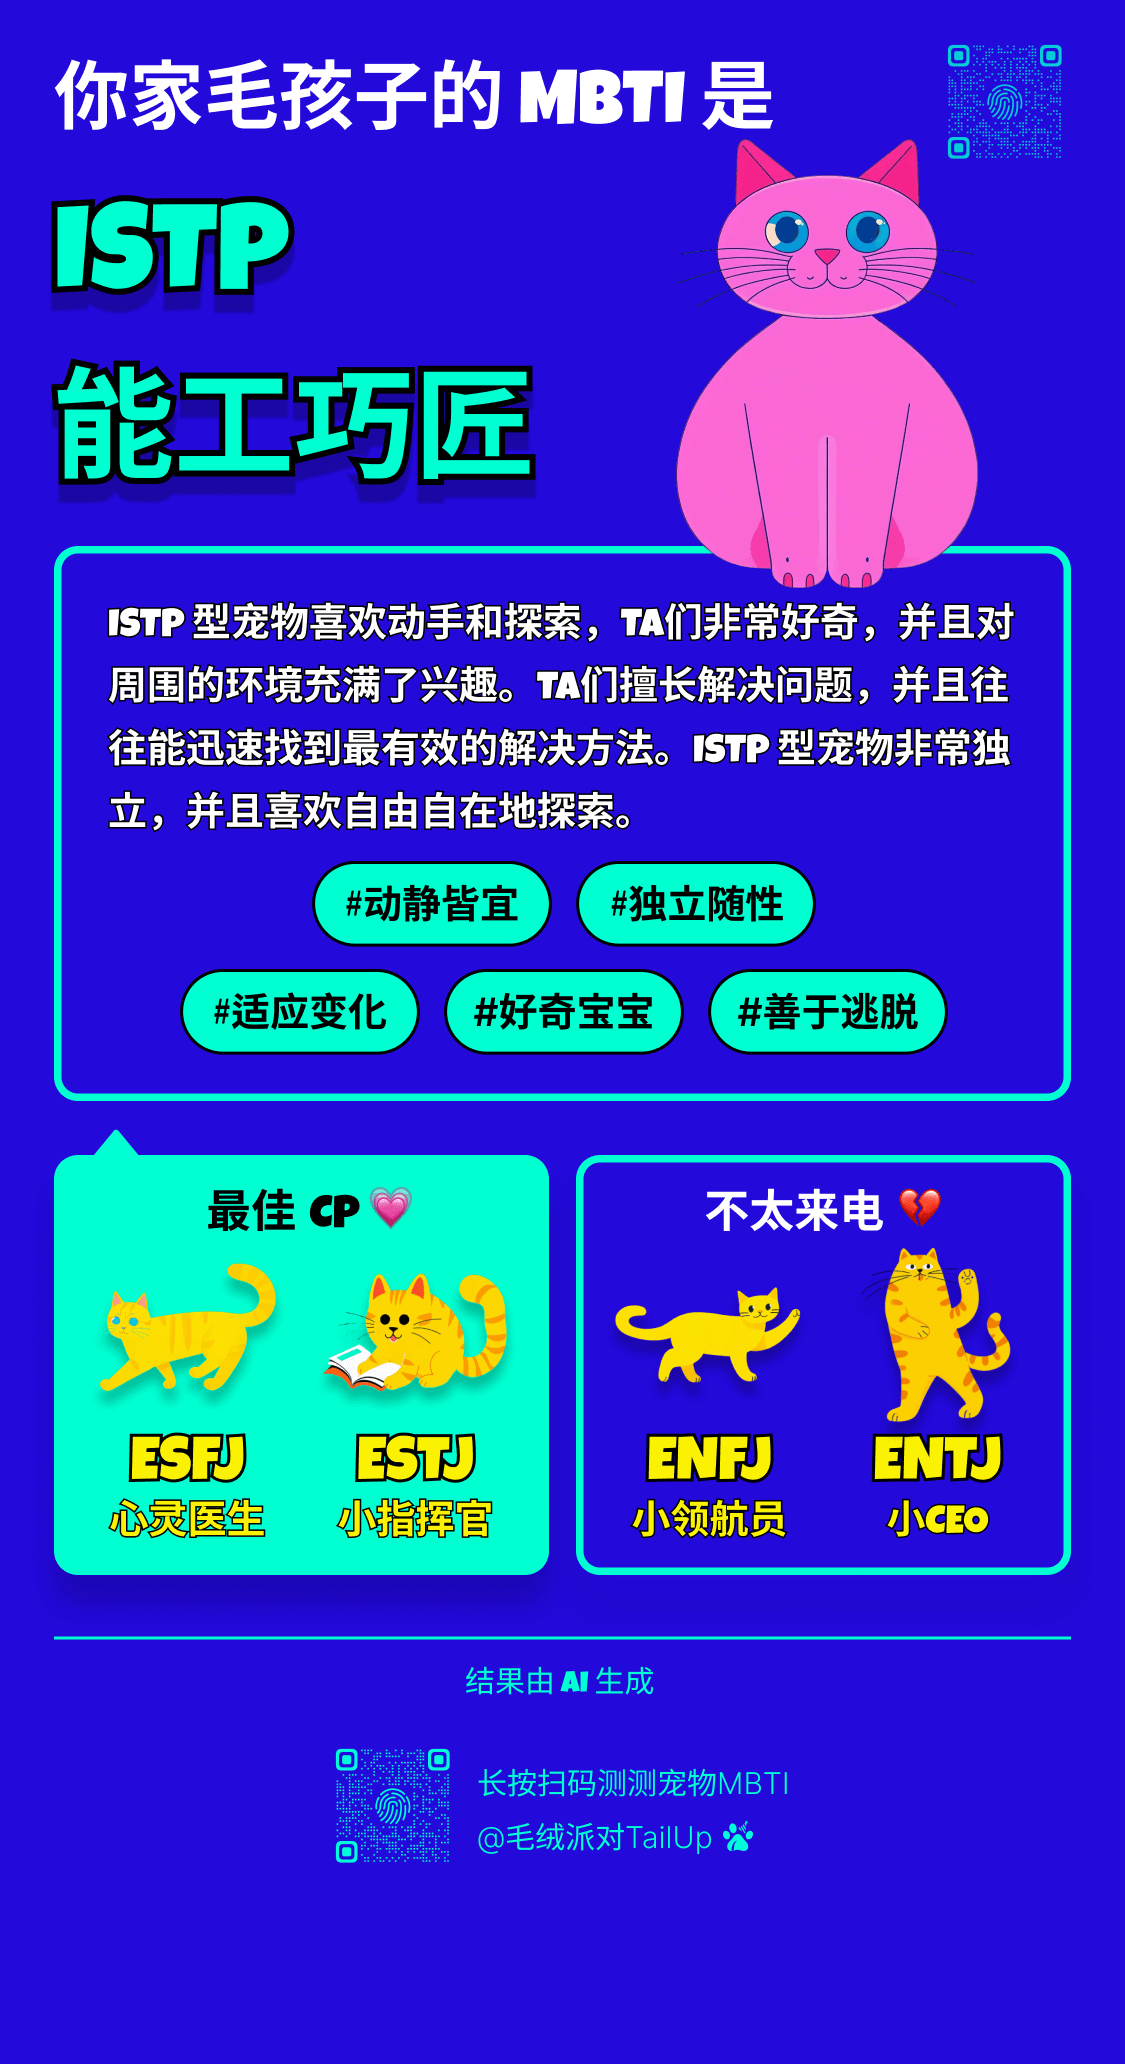 你家毛孩子的 MBTI 是
ISTP
能工巧匠
ISTP 型宠物喜欢动手和探索，TA们非常好奇，并且对
周围的环境充满了兴趣。TA们擅长解决问题，并且往
往能迅速找到最有效的解决方法。ISTP 型宠物非常独
立，并且喜欢自由自在地探索。
#动静皆宜 #独立随性
#适应变化 #好奇宝宝 #善于逃脱
最佳 CP
ESFJ ESTJ
心灵医生 小指挥官
不太来电
ENFJ ENTJ
小领航员 小CEO
结果由 AI 生成
长按扫码测测宠物MBTI
@毛绒派对TailUp